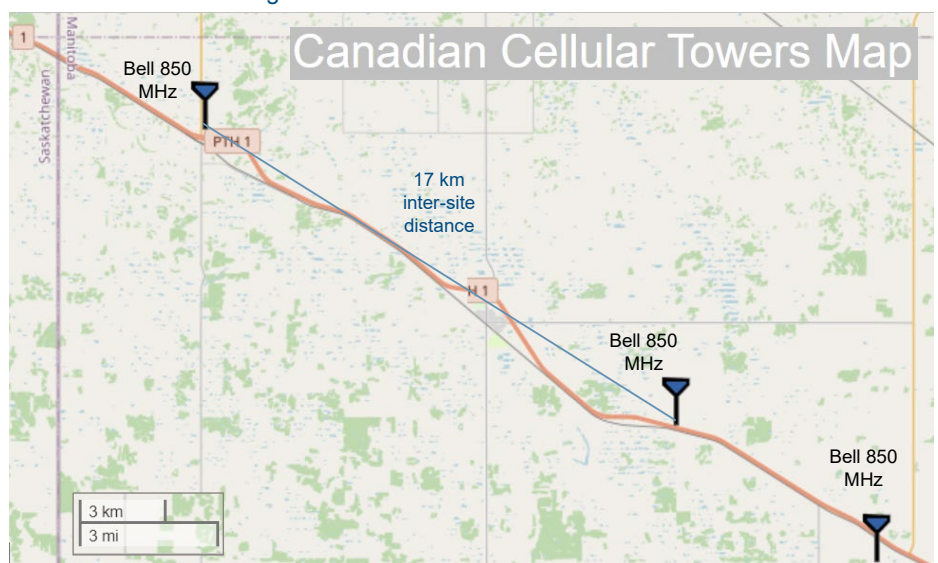 Canadian Cellular Towers Map
1
Manitoba
Saskatchewan
Bell 850
MHz
PTH 1
17 km
inter-site
distance
H 1
Bell 850
MHz
Bell 850
MHz
3 km
3 mi